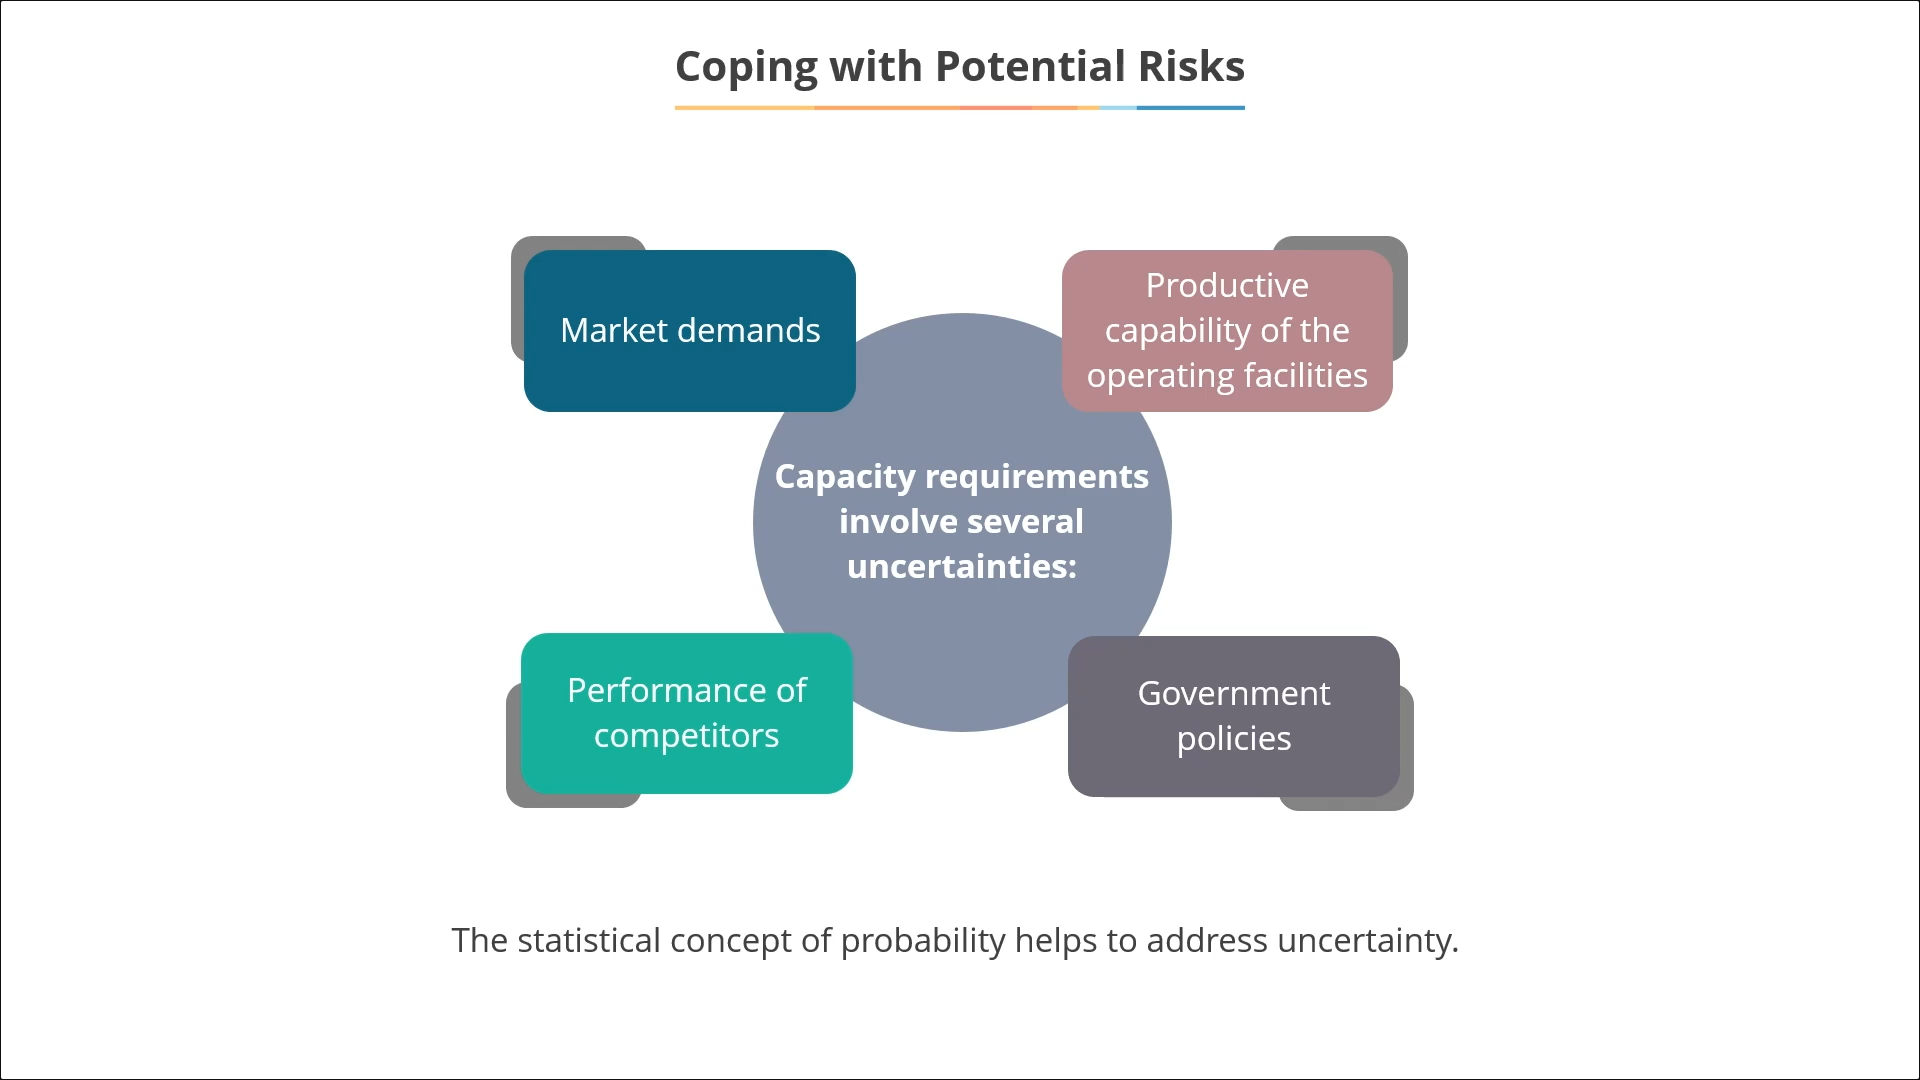 Coping with Potential Risks
Market demands
Productive
capability of the
operating facilities
Capacity requirements
involve several
uncertainties:
Performance of
competitors
Government
policies
The statistical concept of probability helps to address uncertainty.